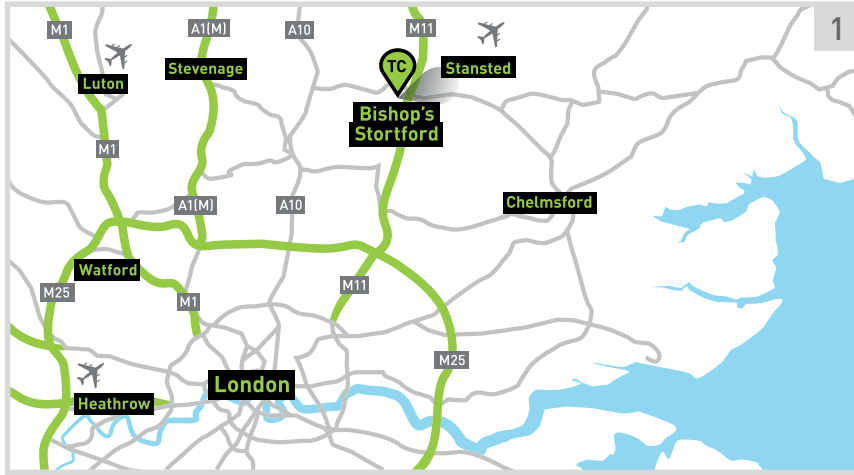 M1
A1(M)
A10
M11
1
TC
Stevenage
Stansted
Luton
Bishop's
Stortford
M1
A1(M)
A10
Chelmsford
Watford
M25
M1
M11
M25
London
Heathrow